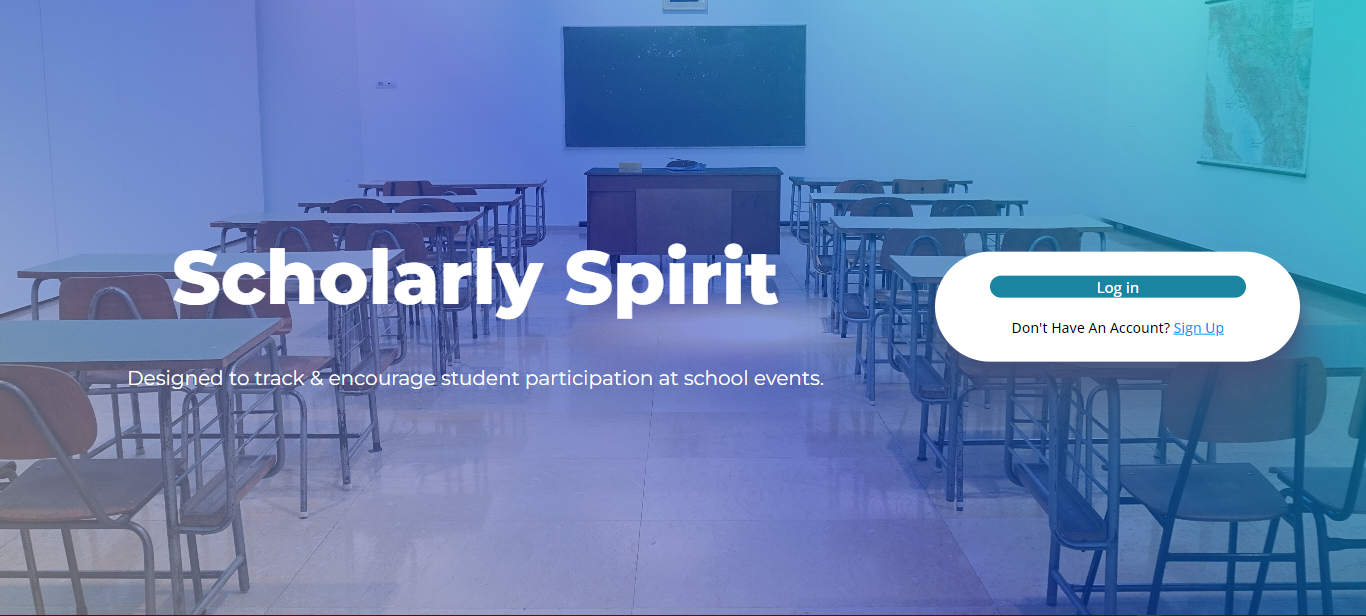 Scholarly Spirit
Designed to track & encourage student participation at school events.
Log in
Don't Have An Account? Sign Up